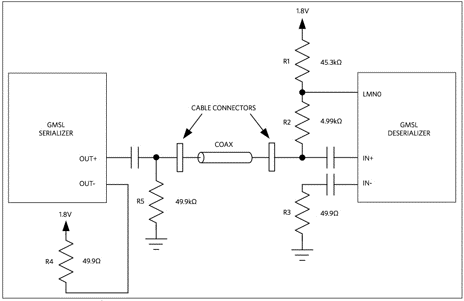 1.8V
R1
45.3kΩ
LMN0
GMSL
SERIALIZER
CABLE CONNECTORS
R2
4.99kΩ
GMSL
DESERIALIZER
COAX
OUT+
IN+
OUT-
IN-
R5
49.9kΩ
R3
49.9Ω
1.8V
R4
49.9Ω